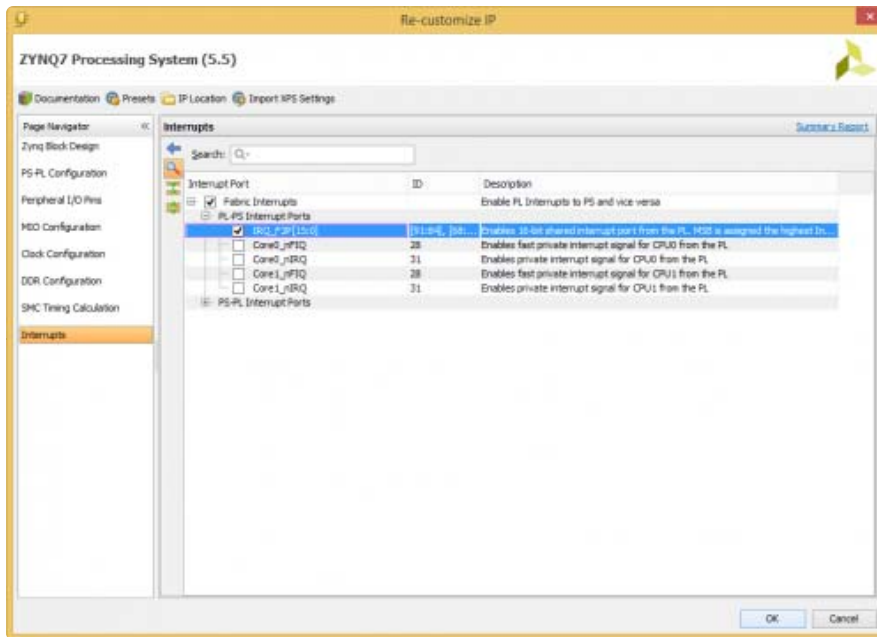 Re-customize IP
ZYNQ7 Processing System (5.5)
Documentation Presets IP Location Import XPS Settings
Page Navigator
Zynq Block Design
PS-PL Configuration
Peripheral I/O Pins
MIO Configuration
Clock Configuration
DDR Configuration
SMC Timing Calculation
Interrupts
Interrupts Summary Report
Search:
Interrupt Port ID Description
Fabric Interrupts Enable PL Interrupts to PS and vice versa
PL-PS Interrupt Ports
IRQ_F2P[15:0] [91:84], [68:... Enables 16-bit shared interrupt port from the PL. MSB is assigned the highest In...
Core0_nFIQ 28 Enables fast private interrupt signal for CPU0 from the PL
Core0_nIRQ 31 Enables private interrupt signal for CPU0 from the PL
Core1_nFIQ 28 Enables fast private interrupt signal for CPU1 from the PL
Core1_nIRQ 31 Enables private interrupt signal for CPU1 from the PL
PS-PL Interrupt Ports
OK Cancel